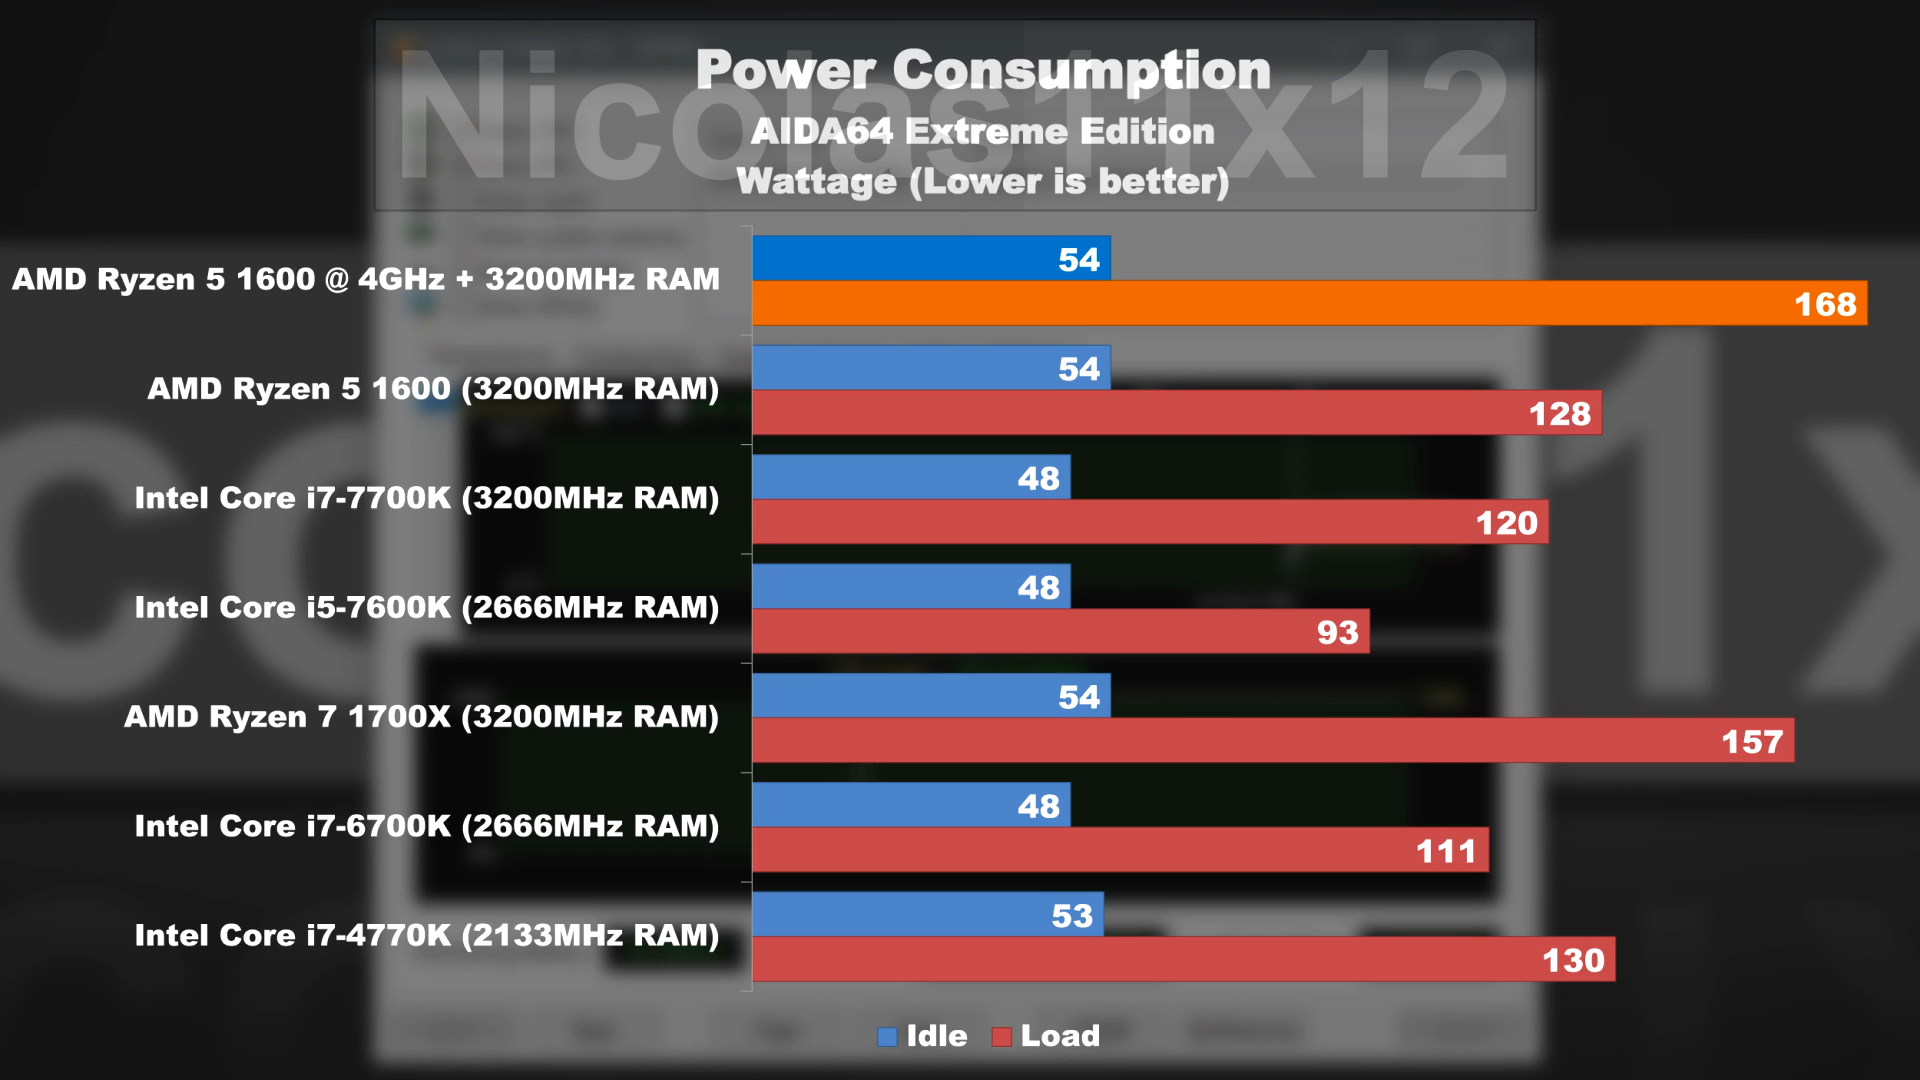 Nicolas11x12
Power Consumption
AIDA64 Extreme Edition
Wattage (Lower is better)
AMD Ryzen 5 1600 @ 4GHz + 3200MHz RAM
54
168
AMD Ryzen 5 1600 (3200MHz RAM)
54
128
Intel Core i7-7700K (3200MHz RAM)
48
120
Intel Core i5-7600K (2666MHz RAM)
48
93
AMD Ryzen 7 1700X (3200MHz RAM)
54
157
Intel Core i7-6700K (2666MHz RAM)
48
111
Intel Core i7-4770K (2133MHz RAM)
53
130
Idle Load